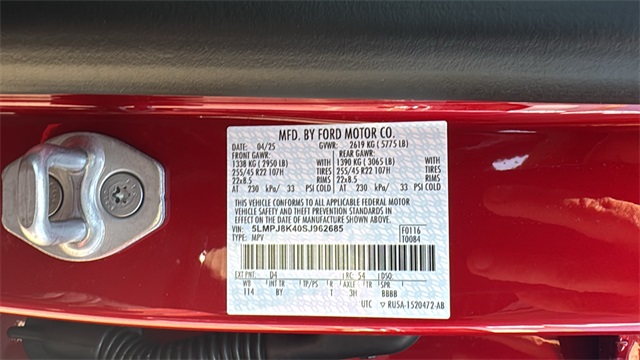 MFD. BY FORD MOTOR CO.
DATE: 04/25 GVWR: 2619 KG (5775 LB)
FRONT GAWR: REAR GAWR:
1338 KG (2950 LB) WITH 1390 KG (3065 LB) WITH
255/45 R22 107H TIRES 255/45 R22 107H TIRES
22x8.5 RIMS 22x8.5 RIMS
AT 230 kPa/ 33 PSI COLD AT 230 kPa/ 33 PSI COLD
THIS VEHICLE CONFORMS TO ALL APPLICABLE FEDERAL MOTOR
VEHICLE SAFETY AND THEFT PREVENTION STANDARDS IN
EFFECT ON THE DATE OF MANUFACTURE SHOWN ABOVE.
VIN: 5LMPJ8K40SJ962685 F0116
TYPE: MPV T0084
EXT PNT: D4 RC: 54 DSO:
WB INT TR TP/PS R AXLE TR SPR
114 BY T 3H BBBB
UTC ▽ RU5A-1520472-AB